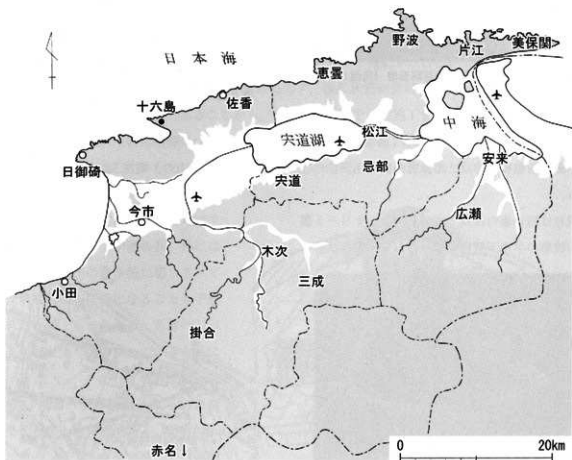 野波
片江
美保関
日本海
恵曇
十六島
佐香
松江
宍道湖
中海
日御碕
宍道
忌部
安来
今市
広瀬
木次
三成
小田
掛合
赤名↓
0 20km